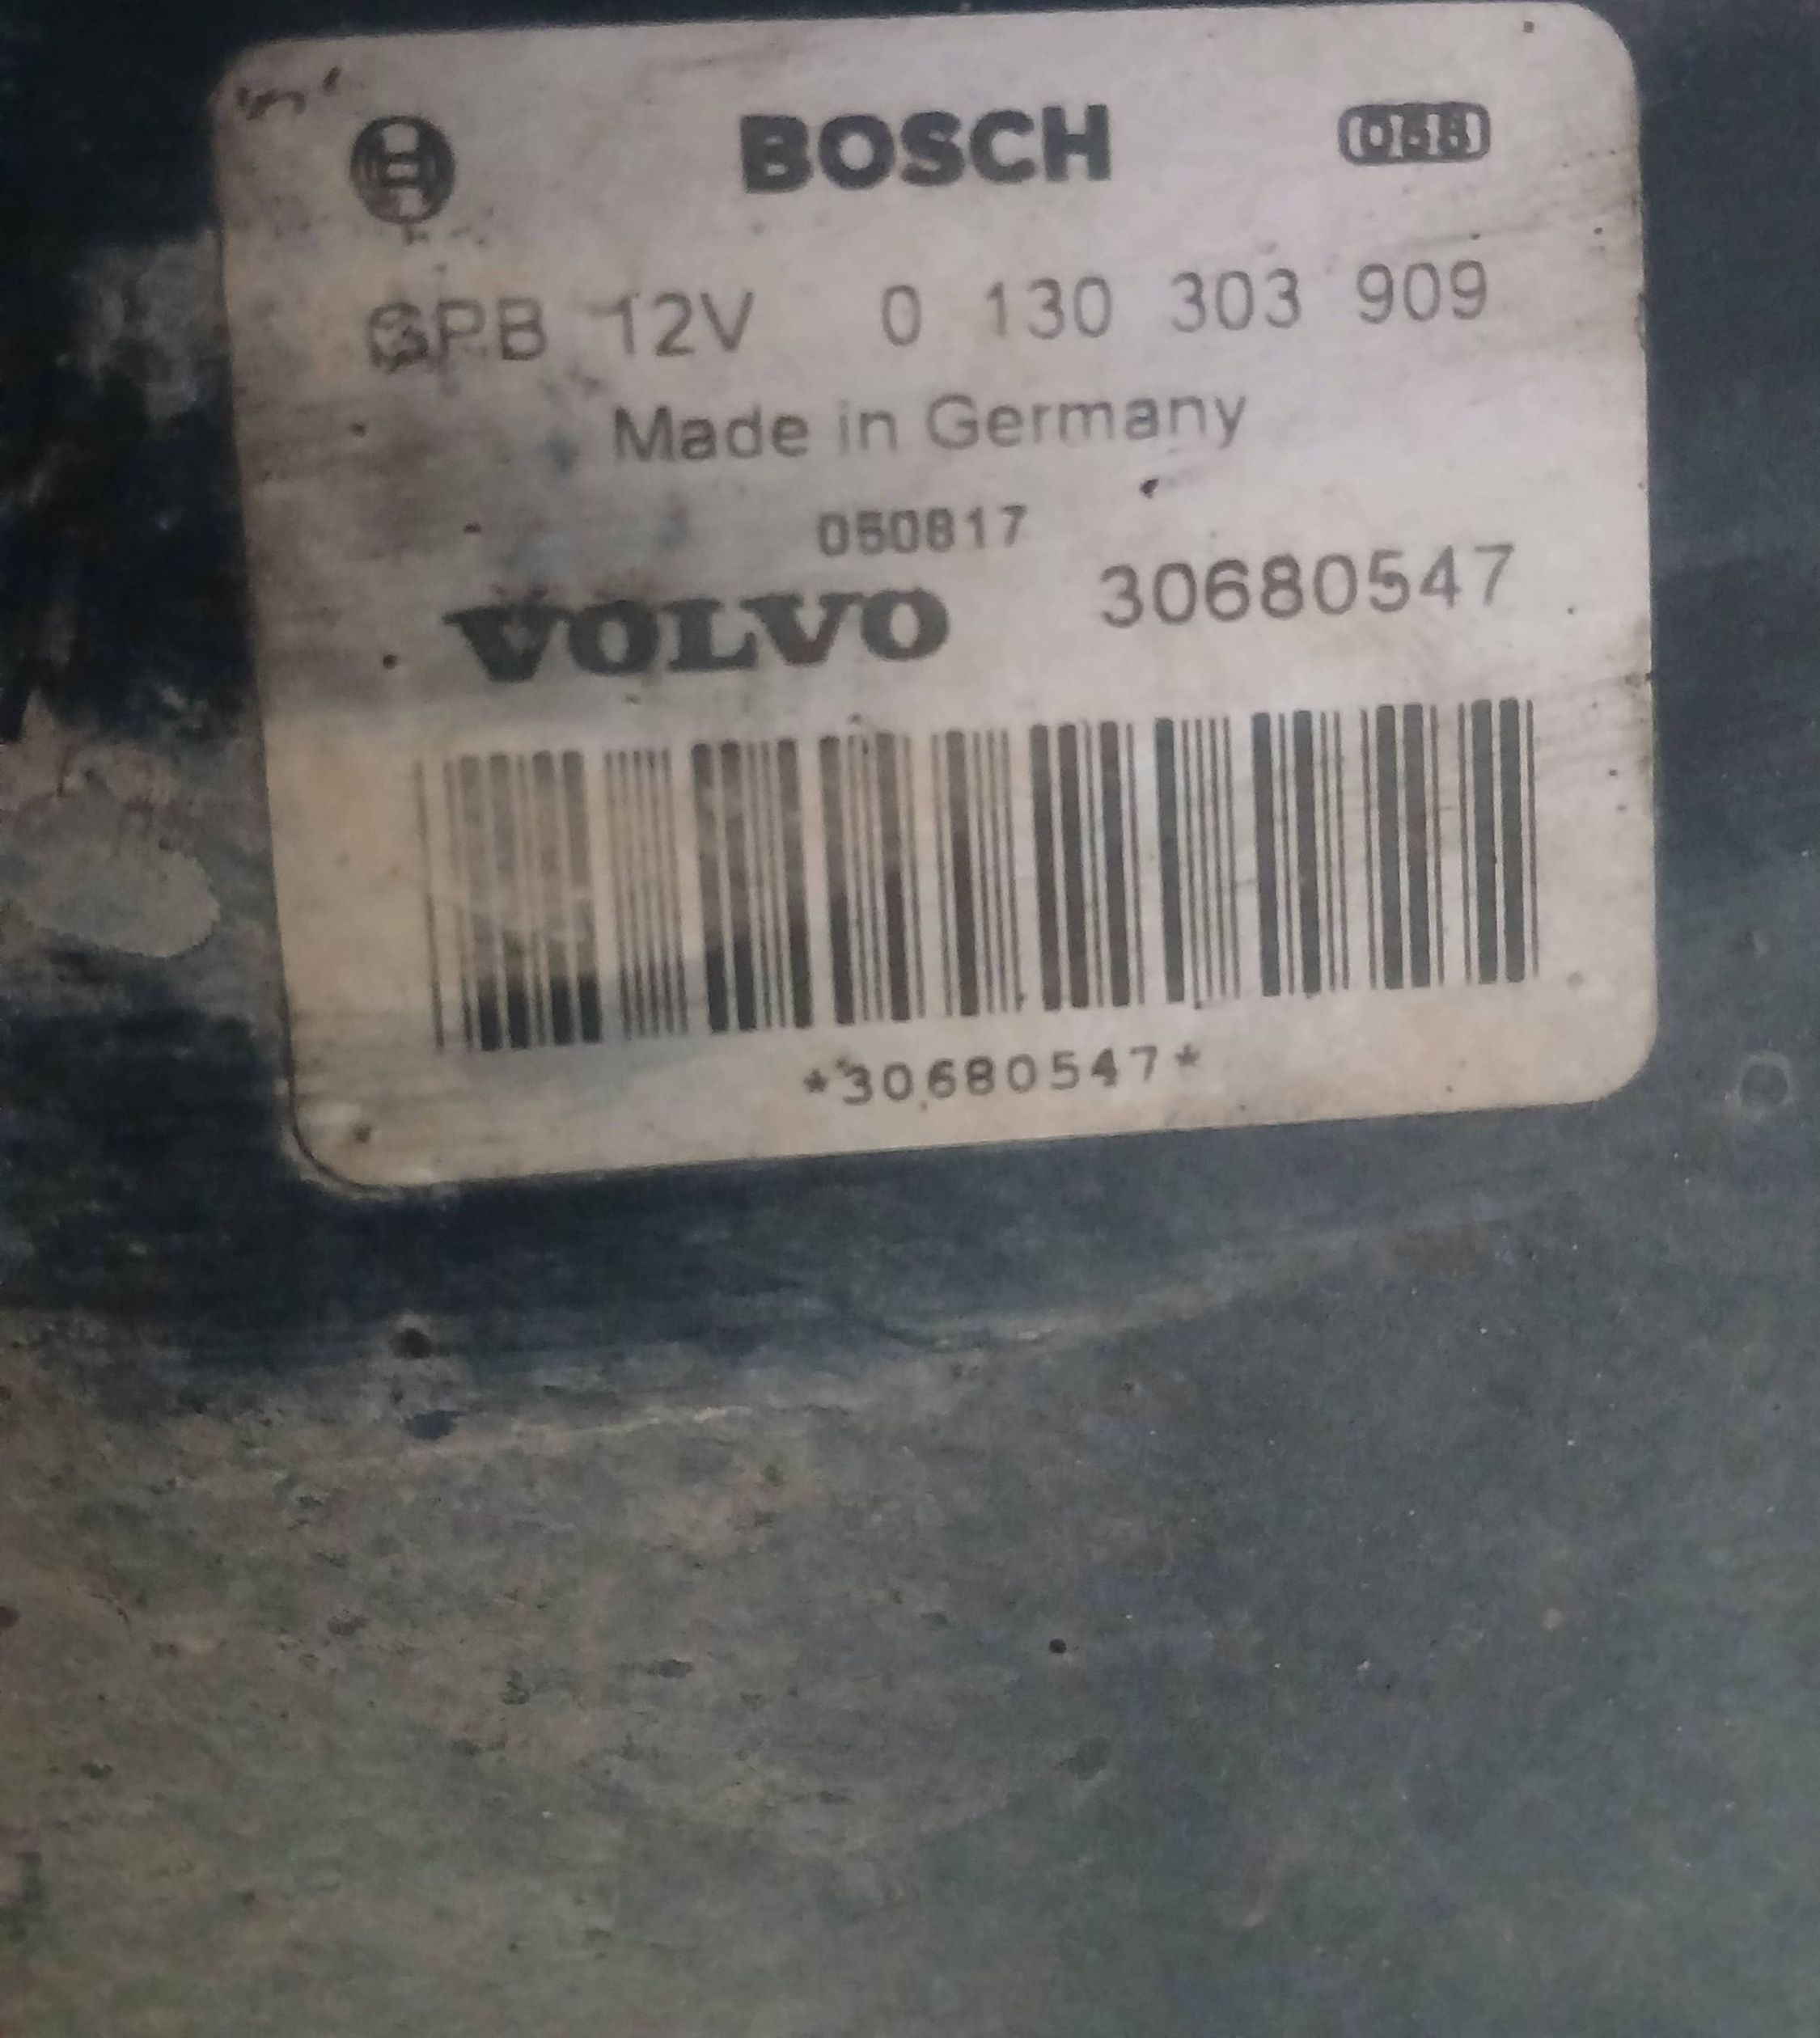 BOSCH
GPB 12V 0 130 303 909
Made in Germany
050817
VOLVO 30680547
*30680547*